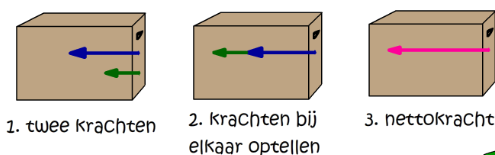 1. twee krachten
2. krachten bij
elkaar optellen
3. nettokracht